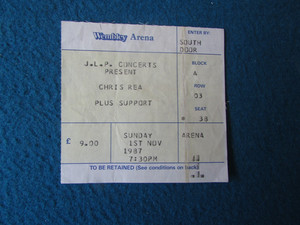 Wembley Arena
ENTER BY:
SOUTH
DOOR
J.L.P. CONCERTS
PRESENT
BLOCK
A
CHRIS REA
ROW
03
PLUS SUPPORT
SEAT
* 38
£ 9.00
SUNDAY
1ST NOV
1987
7:30PM
ARENA
TO BE RETAINED (See conditions on back)